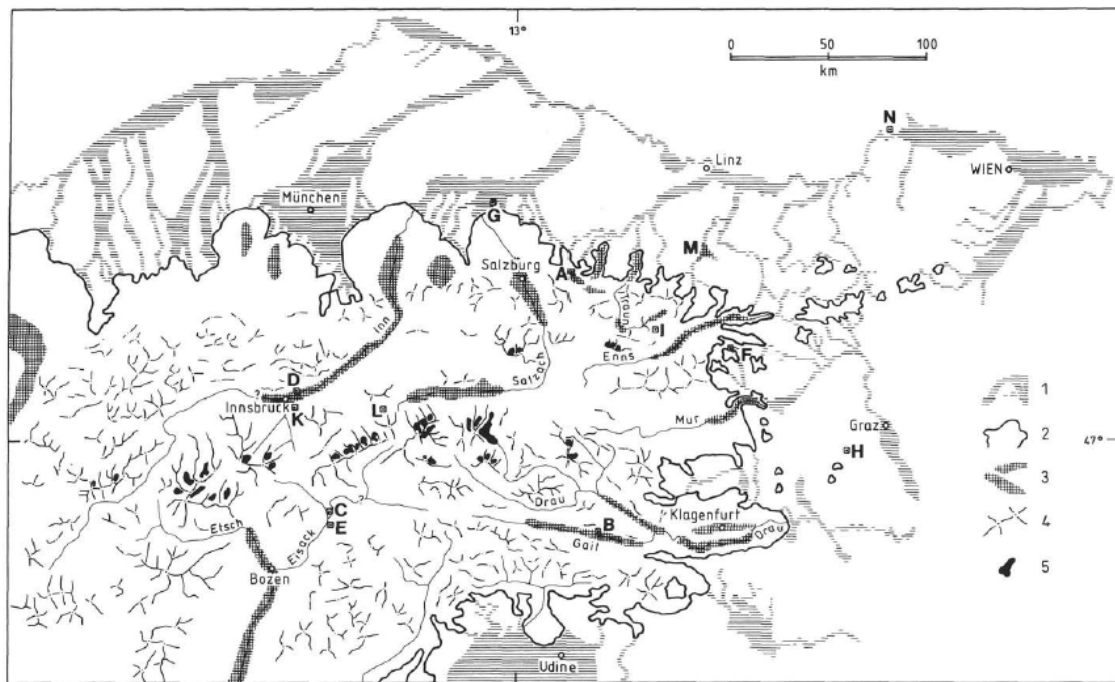 13°
0 50 100
km
N
Linz
WIEN
München
G
Salzburg
A
M
Traun
I
Inn
Enns
F
Salzach
D
Innsbruck
K
L
Mur
Graz
H
47°
C
E
Etsch
Eisack
Drau
B
Gail
Klagenfurt
Drau
Bozen
Udine
?
?
1
2
3
4
5